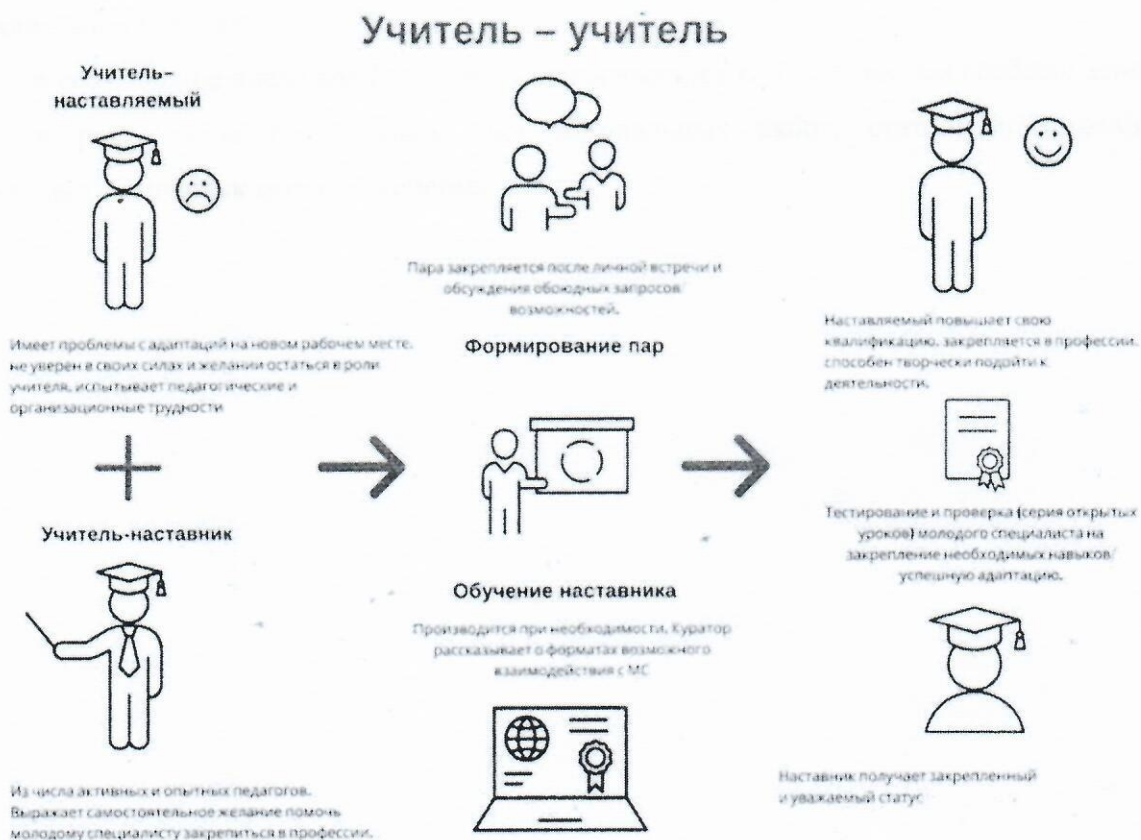 Учитель – учитель
Учитель–
наставляемый
Имеет проблемы с адаптаций на новом рабочем месте,
не уверен в своих силах и желании остаться в роли
учителя, испытывает педагогические и
организационные трудности
Учитель-наставник
Из числа активных и опытных педагогов.
Выражает самостоятельное желание помочь
молодому специалисту закрепиться в профессии.
Пара закрепляется после личной встречи и
обсуждения обоюдных запросов/
возможностей.
Формирование пар
Обучение наставника
Производится при необходимости. Куратор
рассказывает о форматах возможного
взаимодействия с МС
Наставляемый повышает свою
квалификацию, закрепляется в профессии,
способен творчески подойти к
деятельности.
Тестирование и проверка (серия открытых
уроков) молодого специалиста на
закрепление необходимых навыков/
успешную адаптацию.
Наставник получает закрепленный
и уважаемый статус